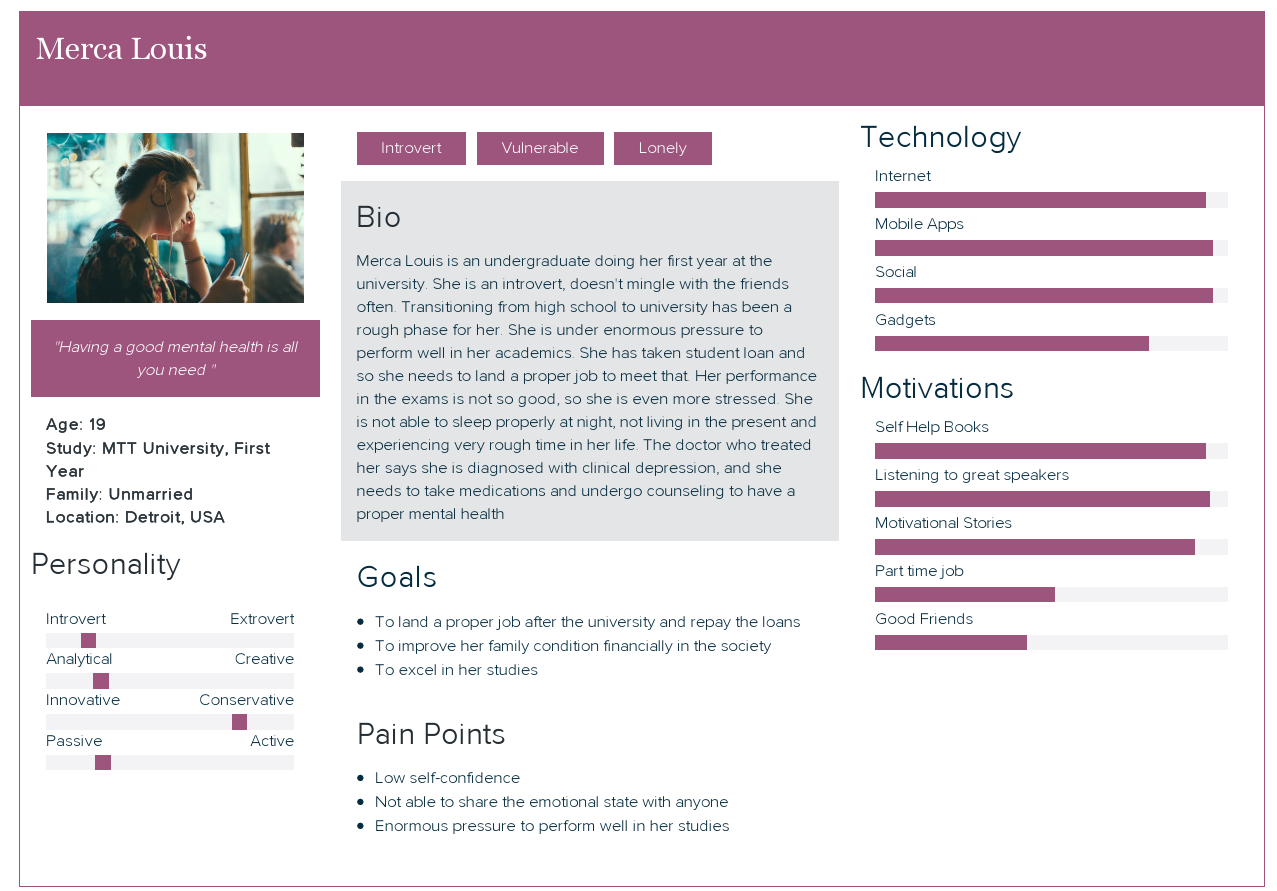 Merca Louis
"Having a good mental health is all
you need "
Age: 19
Study: MTT University, First
Year
Family: Unmarried
Location: Detroit, USA
Personality
Introvert Extrovert
Analytical Creative
Innovative Conservative
Passive Active
Introvert Vulnerable Lonely
Bio
Merca Louis is an undergraduate doing her first year at the
university. She is an introvert, doesn't mingle with the friends
often. Transitioning from high school to university has been a
rough phase for her. She is under enormous pressure to
perform well in her academics. She has taken student loan and
so she needs to land a proper job to meet that. Her performance
in the exams is not so good, so she is even more stressed. She
is not able to sleep properly at night, not living in the present and
experiencing very rough time in her life. The doctor who treated
her says she is diagnosed with clinical depression, and she
needs to take medications and undergo counseling to have a
proper mental health
Goals
• To land a proper job after the university and repay the loans
• To improve her family condition financially in the society
• To excel in her studies
Pain Points
• Low self-confidence
• Not able to share the emotional state with anyone
• Enormous pressure to perform well in her studies
Technology
Internet
Mobile Apps
Social
Gadgets
Motivations
Self Help Books
Listening to great speakers
Motivational Stories
Part time job
Good Friends